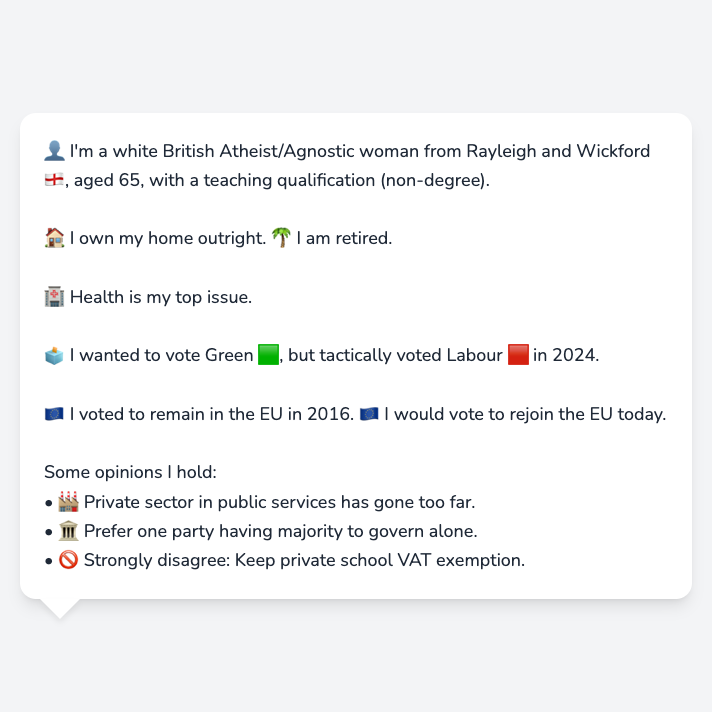 👤 I'm a white British Atheist/Agnostic woman from Rayleigh and Wickford
🏴󠁧󠁢󠁥󠁮󠁧󠁿, aged 65, with a teaching qualification (non-degree).
🏠 I own my home outright. 🌴 I am retired.
🏥 Health is my top issue.
🗳️ I wanted to vote Green 🟩, but tactically voted Labour 🟥 in 2024.
🇪🇺 I voted to remain in the EU in 2016. 🇪🇺 I would vote to rejoin the EU today.
Some opinions I hold:
• 🏭 Private sector in public services has gone too far.
• 🏛️ Prefer one party having majority to govern alone.
• 🚫 Strongly disagree: Keep private school VAT exemption.